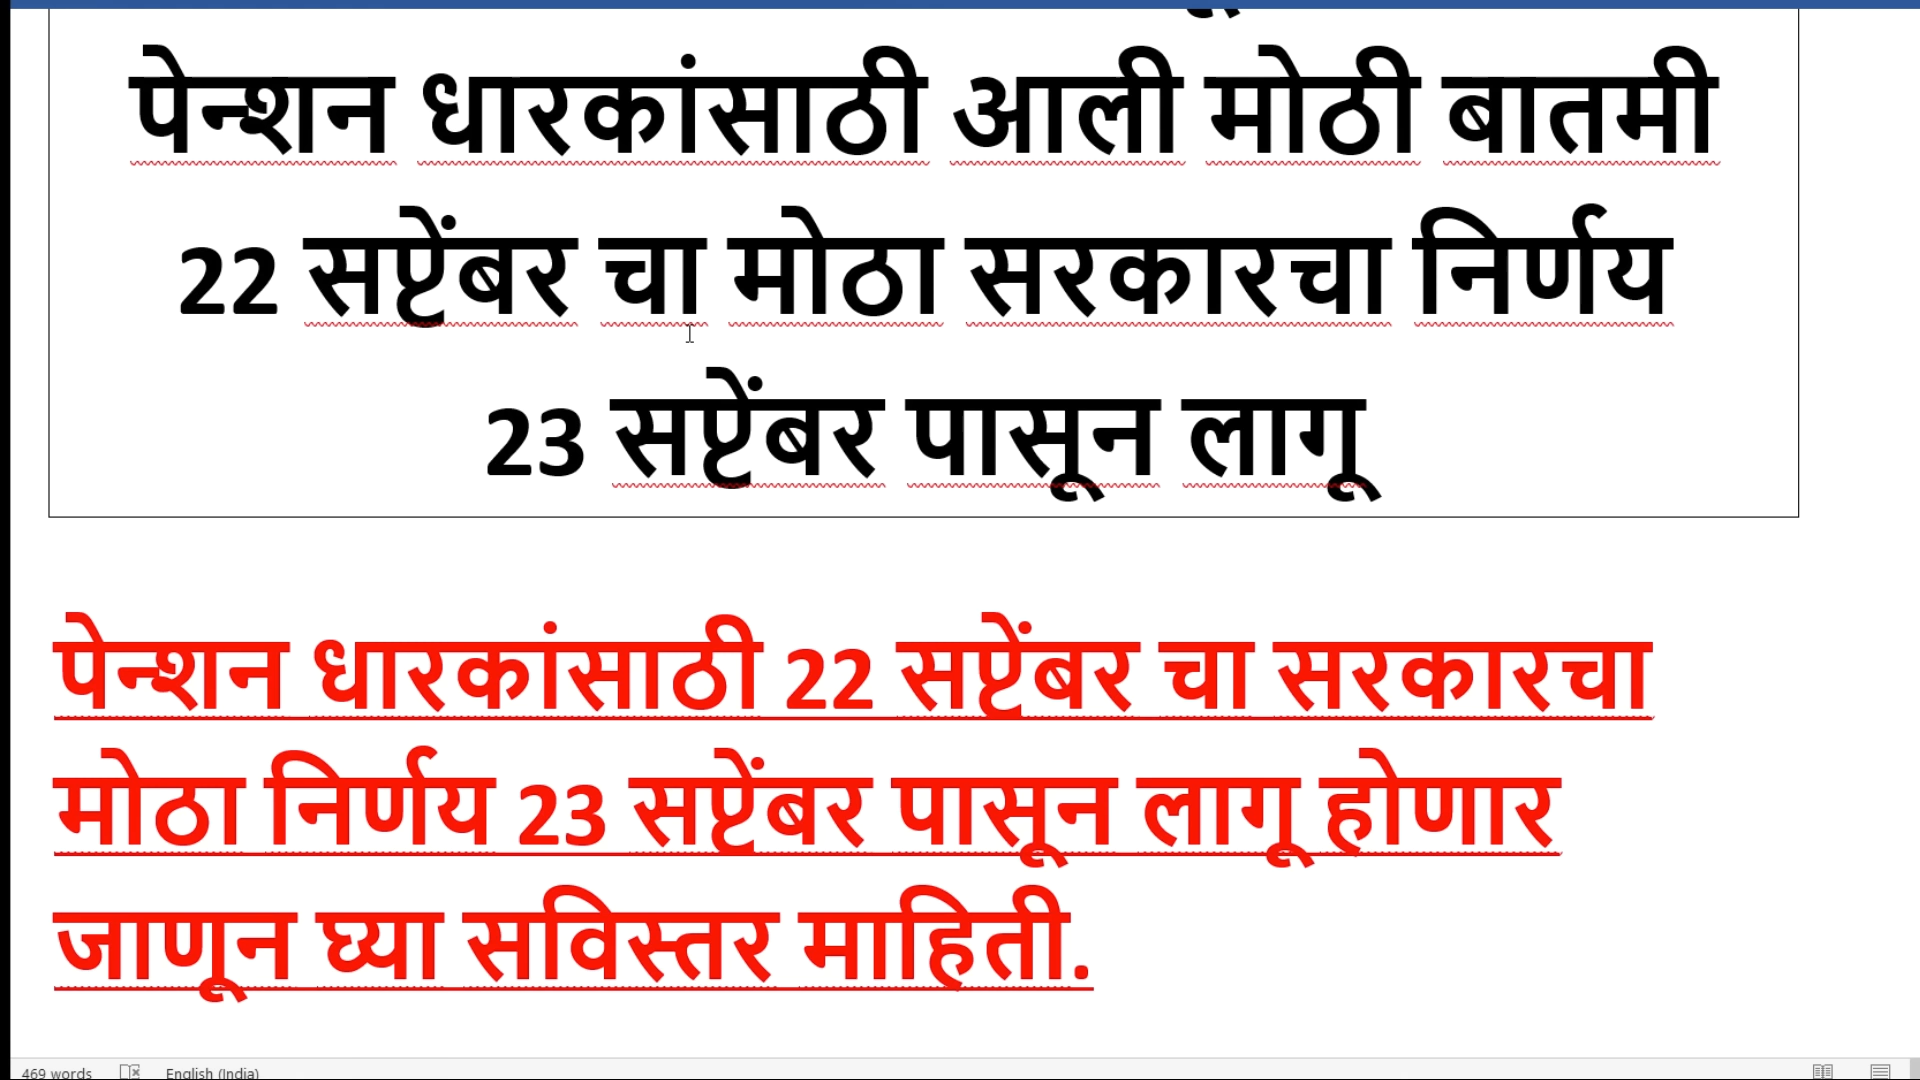 पेन्शन धारकांसाठी आली मोठी बातमी
22 सप्टेंबर चा मोठा सरकारचा निर्णय
23 सप्टेंबर पासून लागू
पेन्शन धारकांसाठी 22 सप्टेंबर चा सरकारचा
मोठा निर्णय 23 सप्टेंबर पासून लागू होणार
जाणून घ्या सविस्तर माहिती.
469 words English (India)